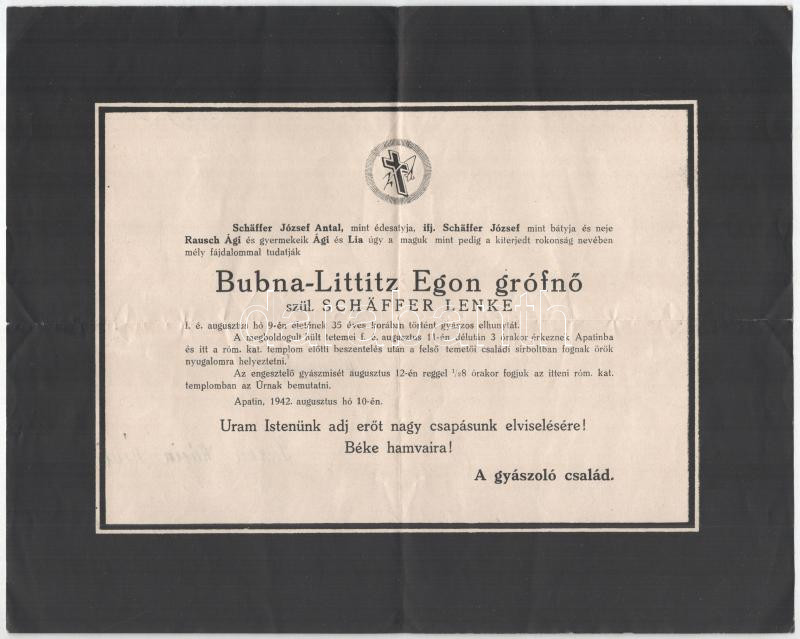 Schäffer József Antal, mint édesatyja, ifj. Schäffer József mint bátyja és neje
Rausch Ági és gyermekeik Ági és Lia úgy a maguk mint pedig a kiterjedt rokonság nevében
mély fájdalommal tudatják
Bubna-Littitz Egon grófnő
szül. SCHÄFFER LENKE
f. é. augusztus hó 9-én életének 35 éves korában történt gyászos elhunytát.
A megboldogult hült tetemei f. é. augusztus 11-én délután 3 órakor érkeznek Apatinba
és itt a róm. kat. templom előtti beszentelés után a felső temetői családi sirboltban fognak örök
nyugalomra helyeztetni.
Az engesztelő gyászmisét augusztus 12-én reggel ½8 órakor fogjuk az itteni róm. kat.
templomban az Úrnak bemutatni.
Apatin, 1942. augusztus hó 10-én.
Uram Istenünk adj erőt nagy csapásunk elviselésére!
Béke hamvaira!
A gyászoló család.
darabanth